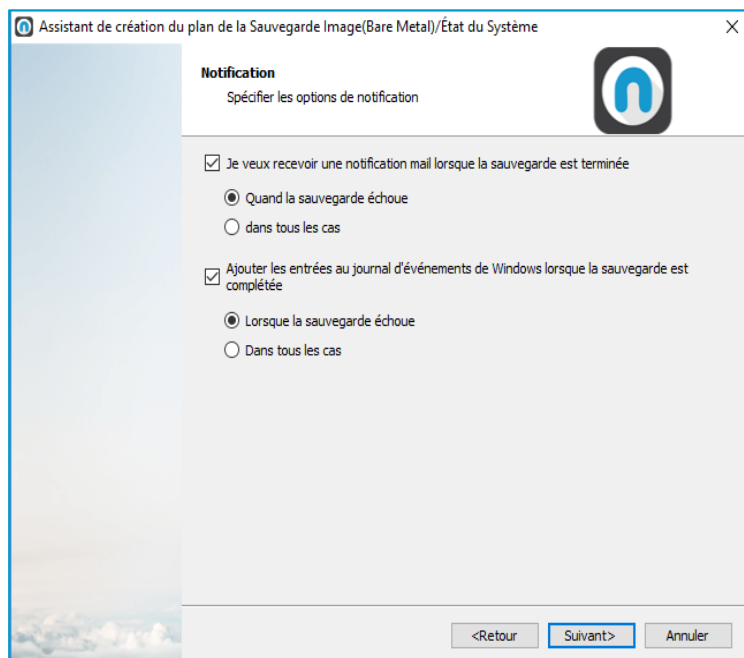 Assistant de création du plan de la Sauvegarde Image(Bare Metal)/État du Système
Notification
Spécifier les options de notification
Je veux recevoir une notification mail lorsque la sauvegarde est terminée
Quand la sauvegarde échoue
dans tous les cas
Ajouter les entrées au journal d'événements de Windows lorsque la sauvegarde est
complétée
Lorsque la sauvegarde échoue
Dans tous les cas
<Retour Suivant> Annuler